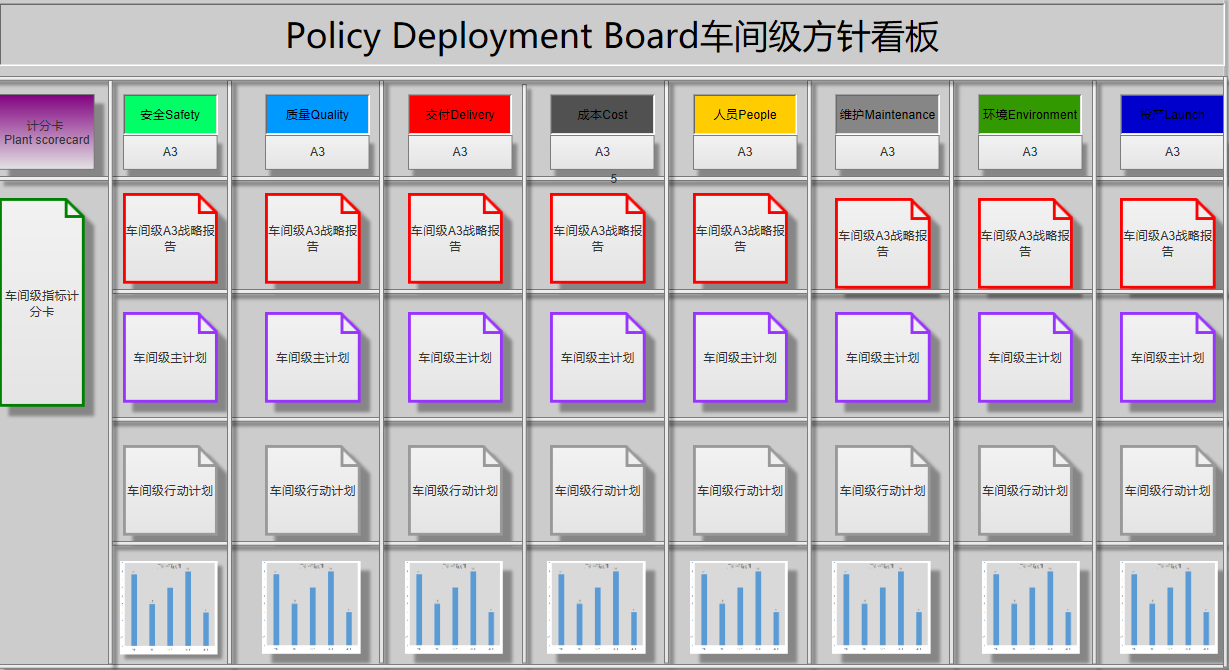 Policy Deployment Board车间级方针看板
计分卡
Plant scorecard
安全Safety
质量Quality
交付Delivery
成本Cost
人员People
维护Maintenance
环境Environment
投产Launch
A3
A3
A3
A3
A3
A3
A3
A3
5
车间级指标计
分卡
车间级A3战略报
告
车间级A3战略报
告
车间级A3战略报
告
车间级A3战略报
告
车间级A3战略报
告
车间级A3战略报
告
车间级A3战略报
告
车间级A3战略报
告
车间级主计划
车间级主计划
车间级主计划
车间级主计划
车间级主计划
车间级主计划
车间级主计划
车间级主计划
车间级行动计划
车间级行动计划
车间级行动计划
车间级行动计划
车间级行动计划
车间级行动计划
车间级行动计划
车间级行动计划